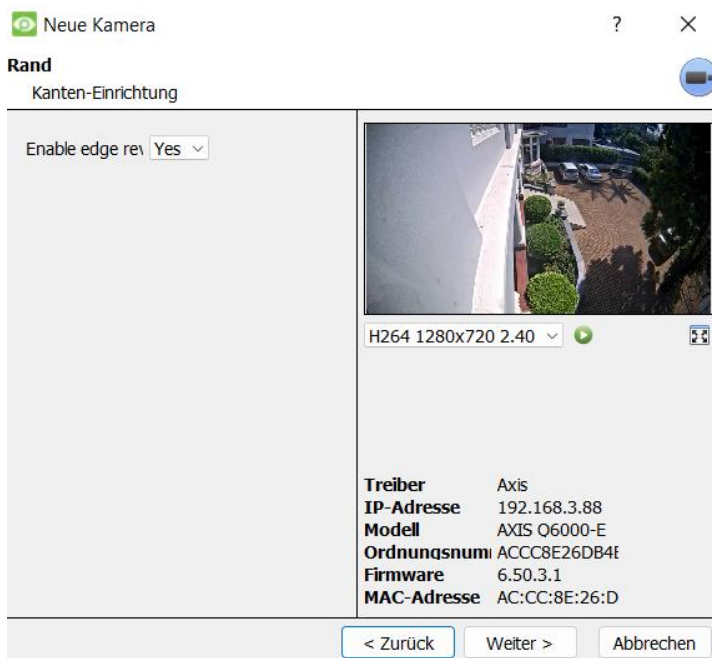 Neue Kamera ?
Rand
Kanten-Einrichtung
Enable edge rev Yes
H264 1280x720 2.40
Treiber Axis
IP-Adresse 192.168.3.88
Modell AXIS Q6000-E
Ordnungsnum ACCC8E26DB4E
Firmware 6.50.3.1
MAC-Adresse AC:CC:8E:26:D
< Zurück Weiter > Abbrechen